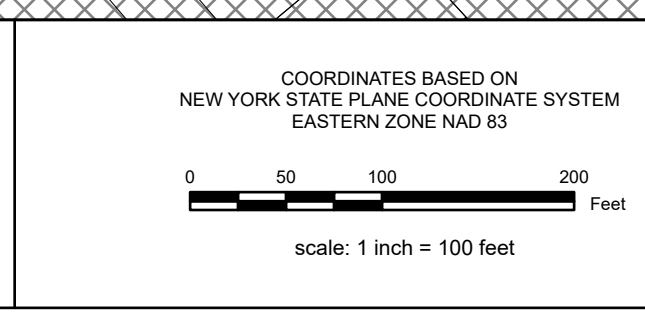 COORDINATES BASED ON
NEW YORK STATE PLANE COORDINATE SYSTEM
EASTERN ZONE NAD 83
0 50 100 200
Feet
scale: 1 inch = 100 feet